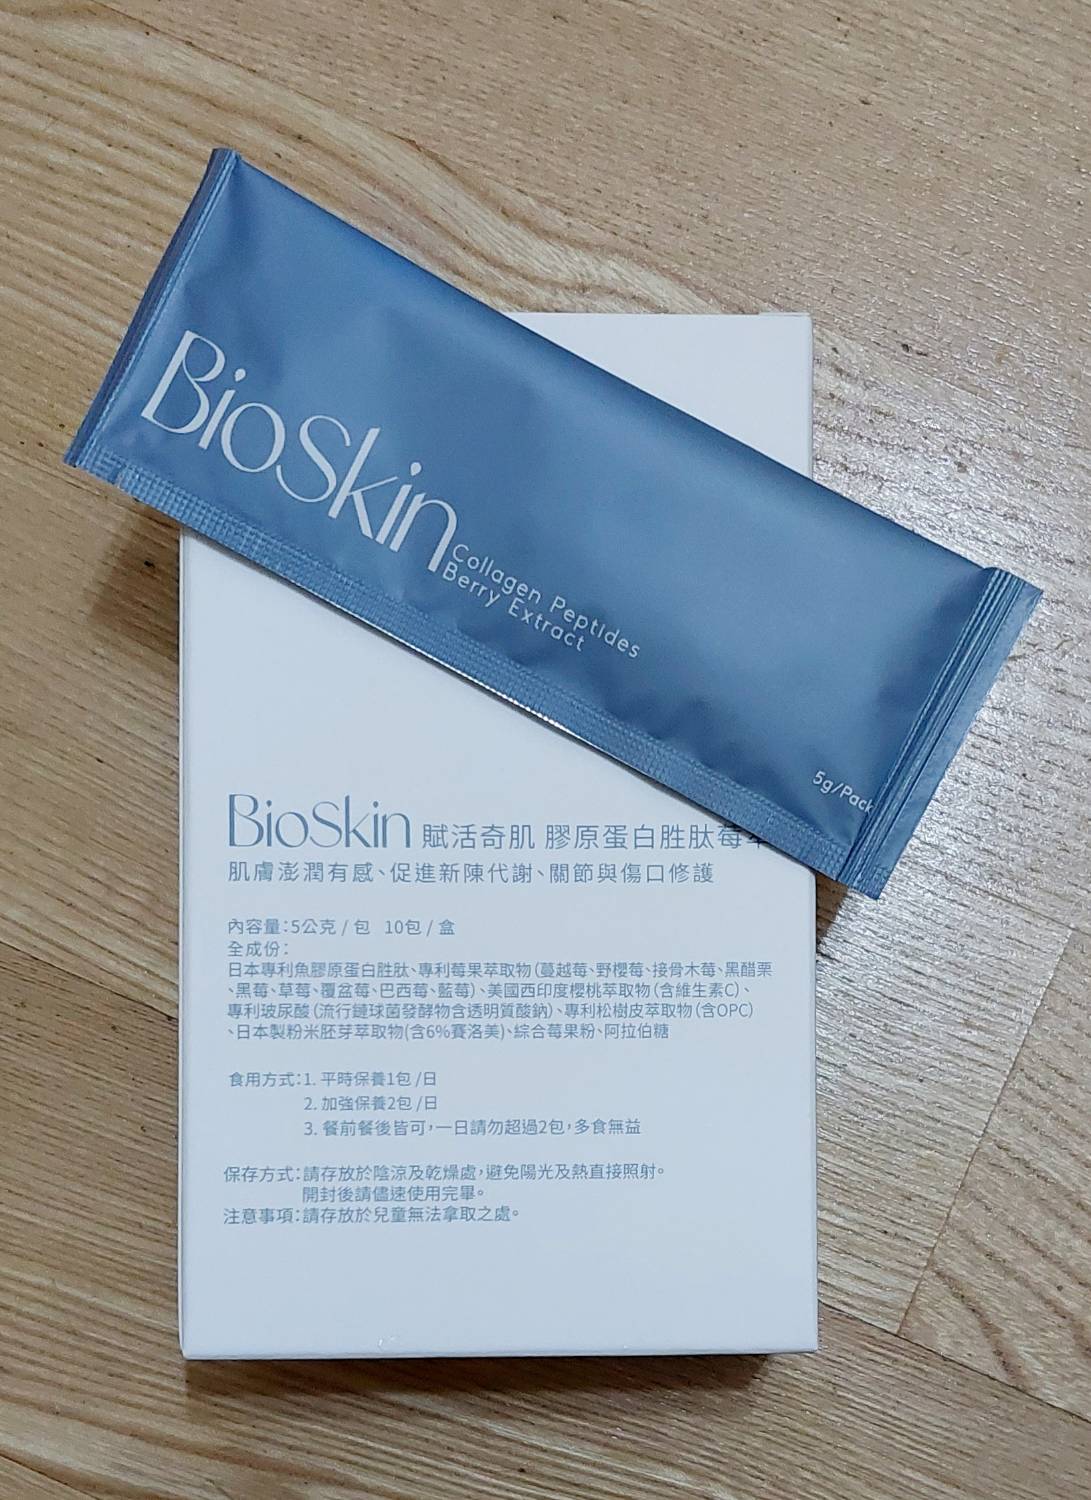 BioSkin
Collagen Peptides
Berry Extract
5g/Pack
BioSkin 賦活奇肌 膠原蛋白胜肽莓
肌膚澎潤有感、促進新陳代謝、關節與傷口修護
內容量:5公克 / 包 10包 / 盒
全成份:
日本專利魚膠原蛋白胜肽、專利莓果萃取物(蔓越莓、野櫻莓、接骨木莓、黑醋栗
、黑莓、草莓、覆盆莓、巴西莓、藍莓)、美國西印度櫻桃萃取物(含維生素C)、
專利玻尿酸(流行鏈球菌發酵物含透明質酸鈉)、專利松樹皮萃取物(含OPC)
、日本製粉米胚芽萃取物(含6%賽洛美)、綜合莓果粉、阿拉伯糖
食用方式:1. 平時保養1包 /日
2. 加強保養2包 /日
3. 餐前餐後皆可,一日請勿超過2包,多食無益
保存方式:請存放於陰涼及乾燥處,避免陽光及熱直接照射。
開封後請儘速使用完畢。
注意事項:請存放於兒童無法拿取之處。